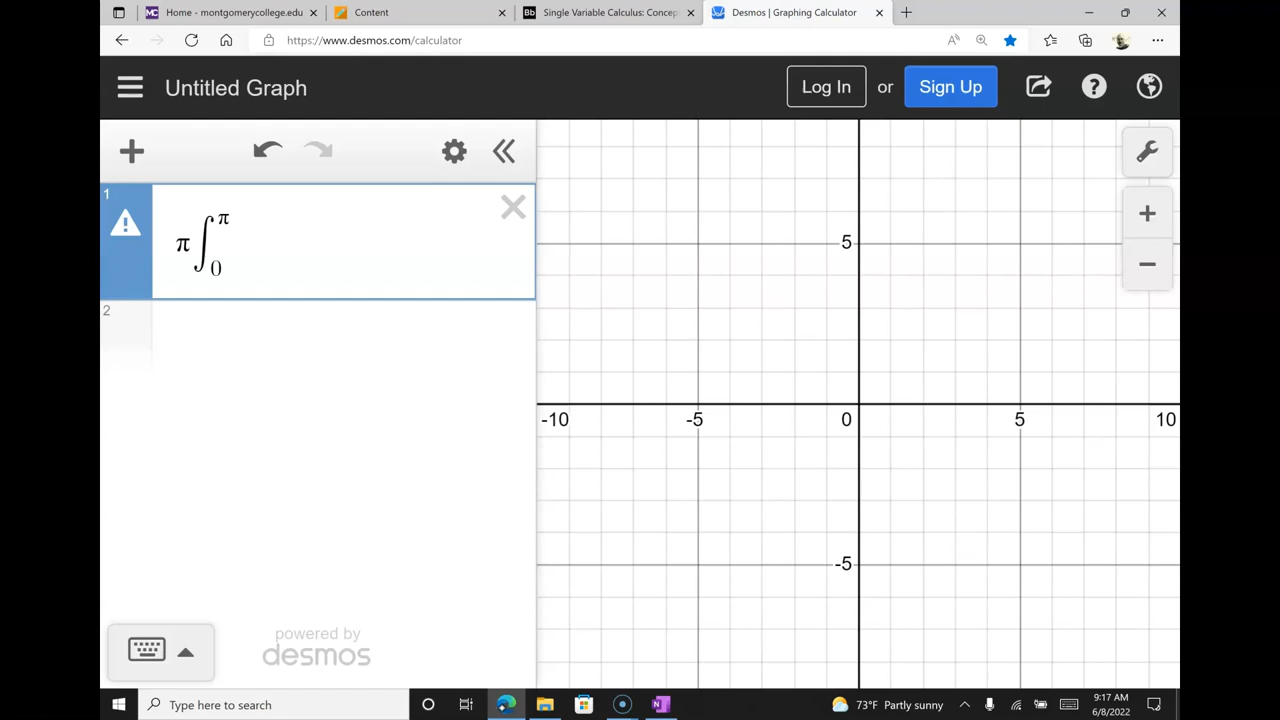 Home - montgomerycollege.edu
Content
Bb Single Variable Calculus: Concep
Desmos | Graphing Calculator
https://www.desmos.com/calculator
Untitled Graph
Log In or Sign Up
1
π∫₀^π
2
5
-10 -5 0 5 10
-5
powered by
desmos
Type here to search
73°F Partly sunny
9:17 AM
6/8/2022